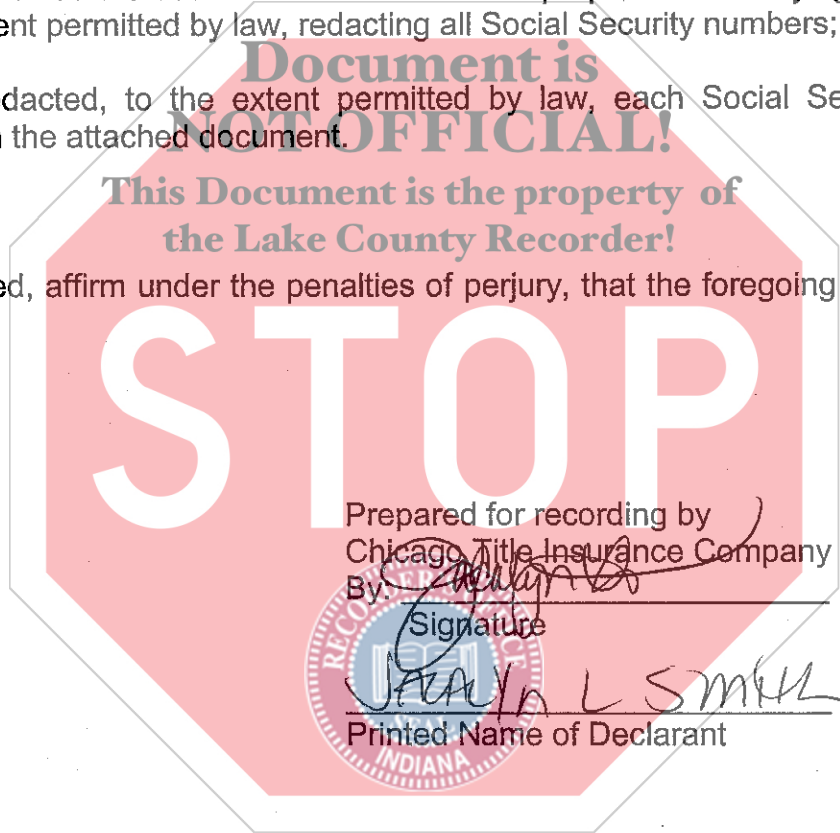 ent permitted by law, redacting all Social Security numbers;
Document is
dacted, to the extent permitted by law, each Social Se
NOT OFFICIAL!
the attached document.
This Document is the property of
the Lake County Recorder!
ed, affirm under the penalties of perjury, that the foregoing
STOP
Prepared for recording by
Chicago Title Insurance Company
By:
Signature
L Smith
Printed Name of Declarant
SEAL
INDIANA